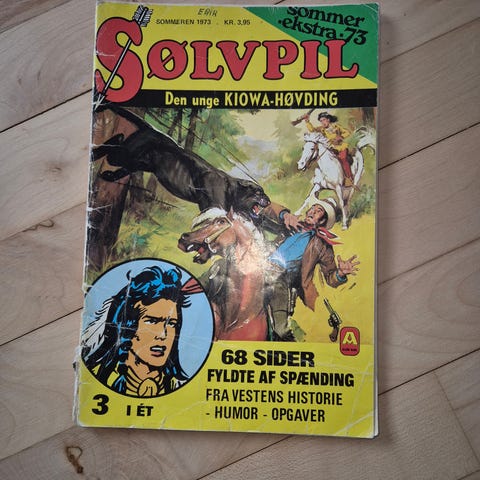 ERIK
SOMMEREN 1973 . KR. 3,95
sommer
·ekstra·73
SØLVPIL
Den unge KIOWA-HØVDING
A
68 SIDER
FYLDTE AF SPÆNDING
FRA VESTENS HISTORIE
- HUMOR - OPGAVER
3 I ÉT